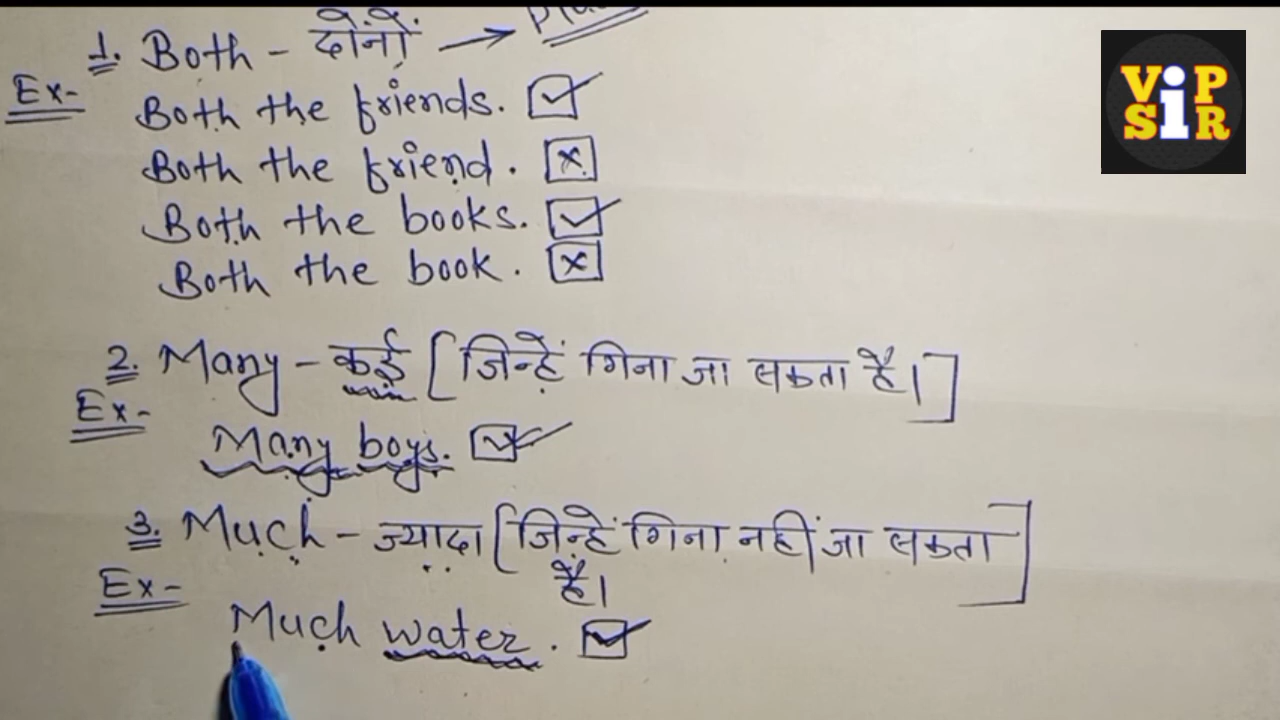 1. Both - दोनों →
Ex-
Both the friends. ☑
Both the friend. ☒
Both the books. ☑
Both the book. ☒
2. Many - कई [जिन्हें गिना जा सकता है।]
Ex-
Many boys. ☑
3. Much - ज्यादा [जिन्हें गिना नहीं जा सकता
है।]
Ex-
Much water. ☑
ViP
SiR